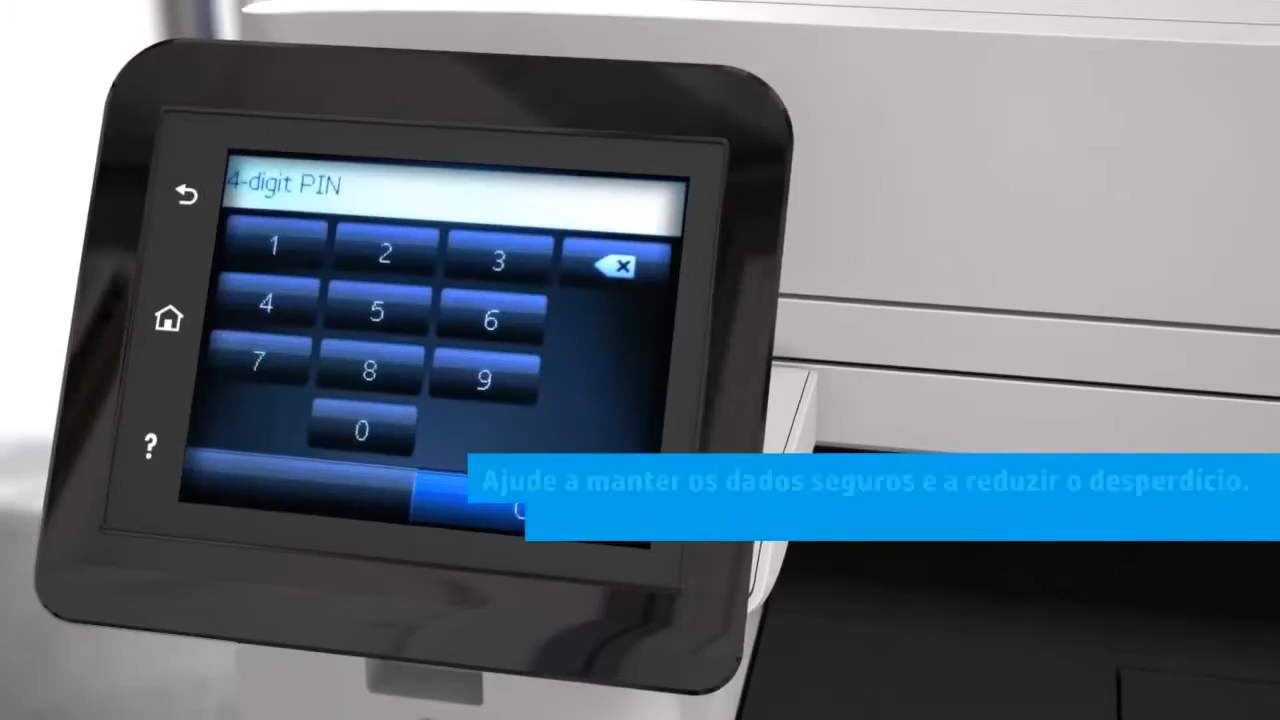 4-digit PIN
1 2 3
4 5 6
7 8 9
0
?
Ajude a manter os dados seguros e a reduzir o desperdício.